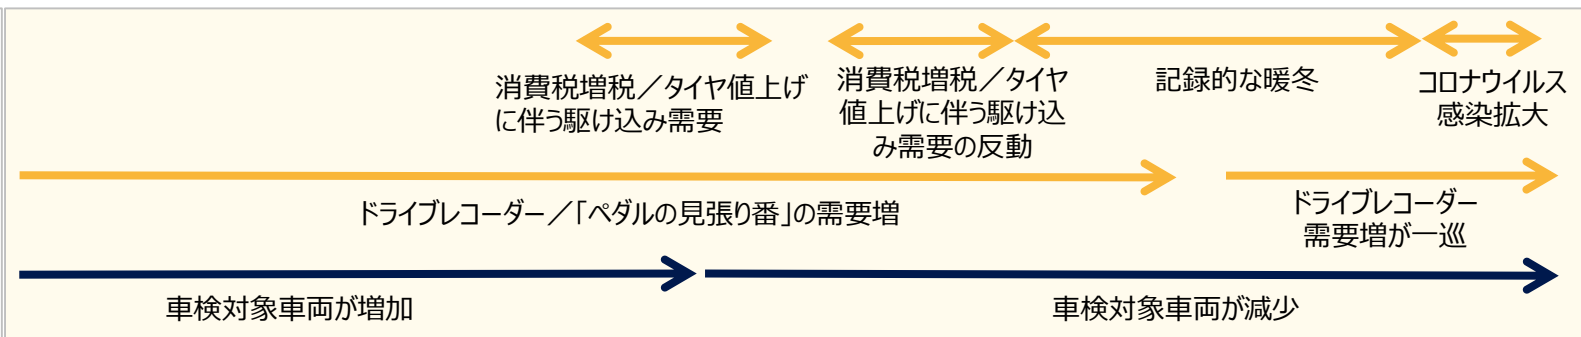 消費税増税／タイヤ値上げ
に伴う駆け込み需要
消費税増税／タイヤ
値上げに伴う駆け込
み需要の反動
記録的な暖冬
コロナウイルス
感染拡大
ドライブレコーダー／「ペダルの見張り番」の需要増
ドライブレコーダー
需要増が一巡
車検対象車両が増加
車検対象車両が減少